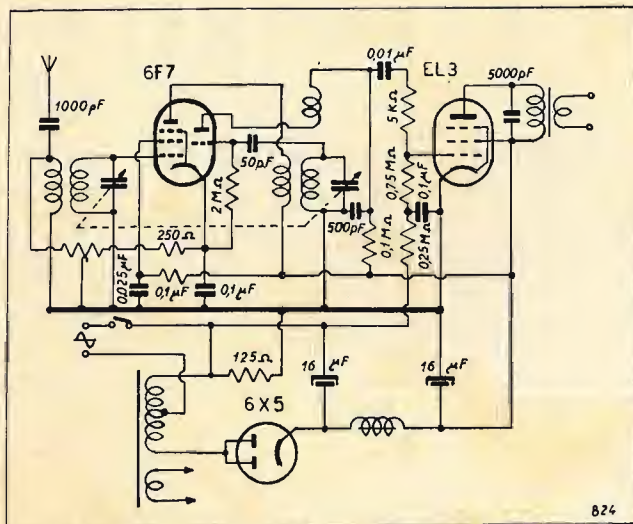 6F7
EL3
0,01µF
5000pF
1000pF
5KΩ
50pF
2MΩ
0,75MΩ
0,1µF
500pF
250Ω
0,1MΩ
0,25MΩ
0,025µF
0,1µF
0,1µF
125Ω
16 µF
16 µF
6X5
824